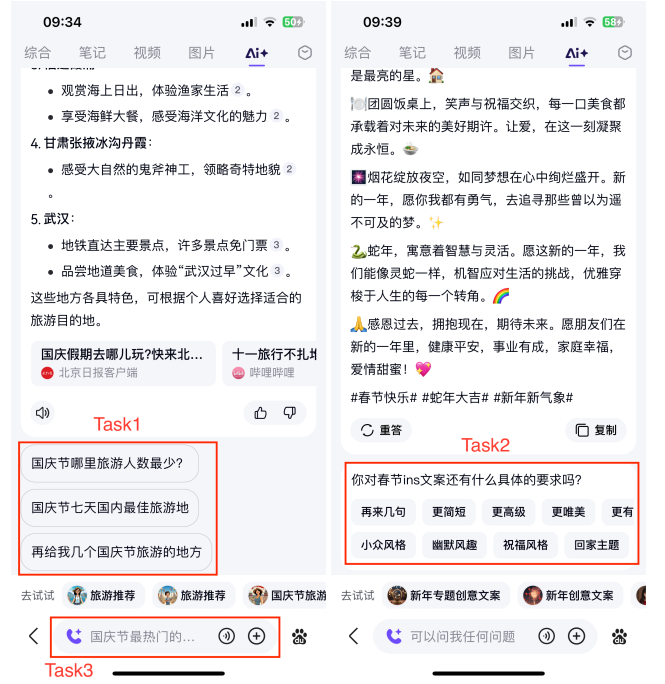 09:34
50
综合 笔记 视频 图片 Ai+
观赏海上日出，体验渔家生活 2 。
享受海鲜大餐，感受海洋文化的魅力 2 。
4. 甘肃张掖冰沟丹霞：
感受大自然的鬼斧神工，领略奇特地貌 2
。
5. 武汉：
地铁直达主要景点，许多景点免门票 3 。
品尝地道美食，体验“武汉过早”文化 3 。
这些地方各具特色，可根据个人喜好选择适合的
旅游目的地。
国庆假期去哪儿玩?快来北...
北京日报客户端
十一旅行不扎堆
哔哩哔哩
Task1
国庆节哪里旅游人数最少?
国庆节七天国内最佳旅游地
再给我几个国庆节旅游的地方
去试试 旅游推荐 旅游推荐 国庆节旅游
国庆节最热门的...
Task3
09:39
58
综合 笔记 视频 图片 Ai+
是最亮的星。🏠
🍽️团圆饭桌上，笑声与祝福交织，每一口美食都
承载着对未来的美好期许。让爱，在这一刻凝聚
成永恒。🍲
🎆烟花绽放夜空，如同梦想在心中绚烂盛开。新
的一年，愿你我都有勇气，去追寻那些曾以为遥
不可及的梦。✨
🐍蛇年，寓意着智慧与灵活。愿这新的一年，我
们能像灵蛇一样，机智应对生活的挑战，优雅穿
梭于人生的每一个转角。🌈
🙏感恩过去，拥抱现在，期待未来。愿朋友们在
新的一年里，健康平安，事业有成，家庭幸福，
爱情甜蜜！💖
#春节快乐# #蛇年大吉# #新年新气象#
重答 复制
Task2
你对春节ins文案还有什么具体的要求吗?
再来几句 更简短 更高级 更唯美 更有
小众风格 幽默风趣 祝福风格 回家主题
去试试 新年专题创意文案 新年创意文案
可以问我任何问题